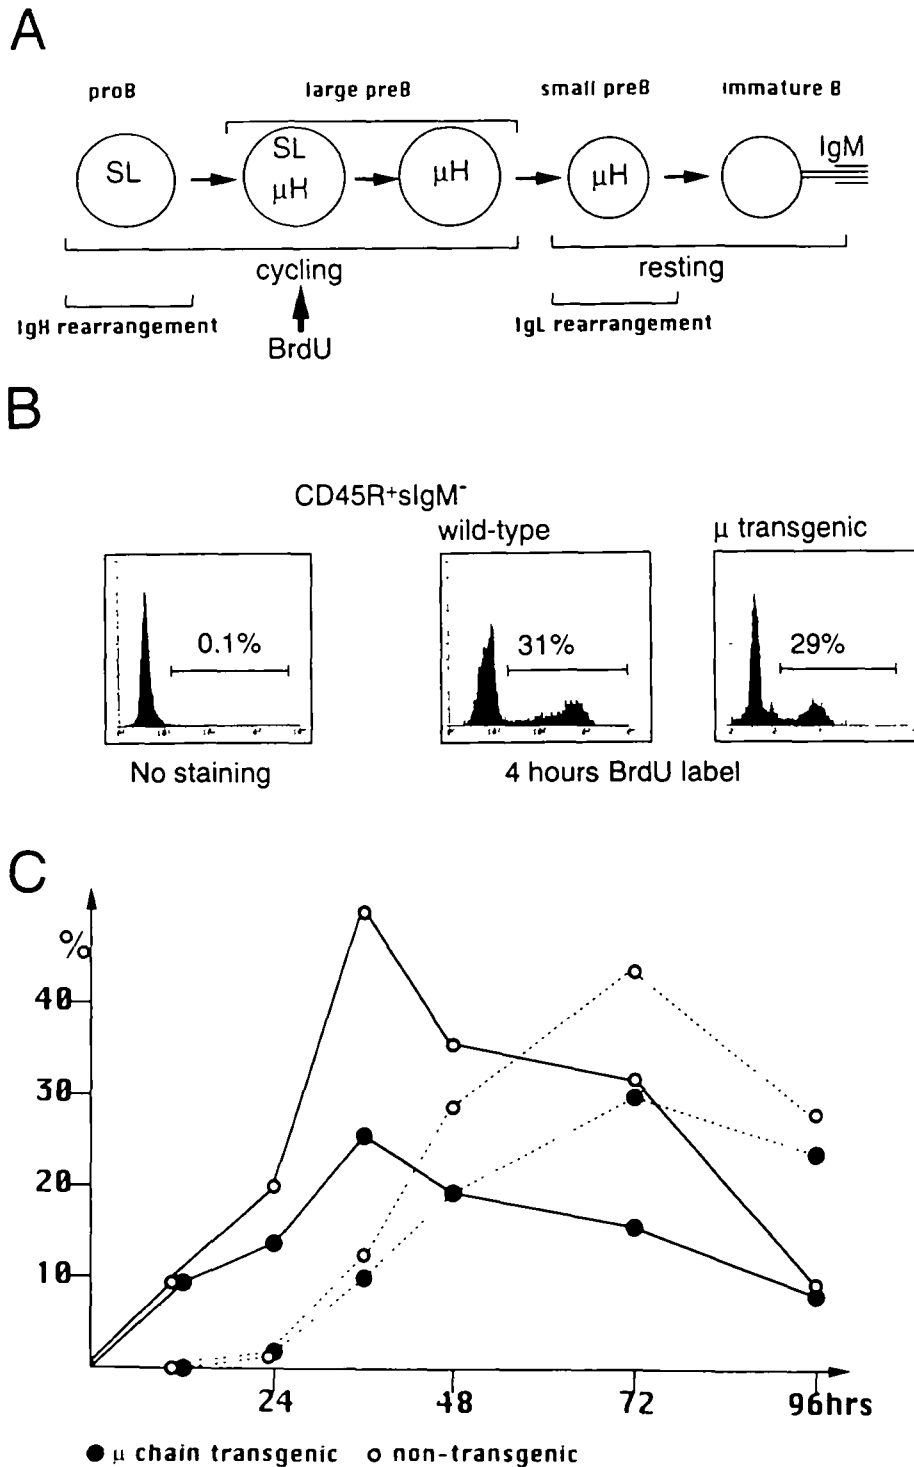 A
proB large preB small preB immature B
SL SL μH μH μH IgM
cycling resting
IgH rearrangement IgL rearrangement
BrdU
B
CD45R⁺sIgM⁻
wild-type μ transgenic
0.1% 31% 29%
No staining 4 hours BrdU label
C
%
40
30
20
10
24 48 72 96hrs
● μ chain transgenic ○ non-transgenic